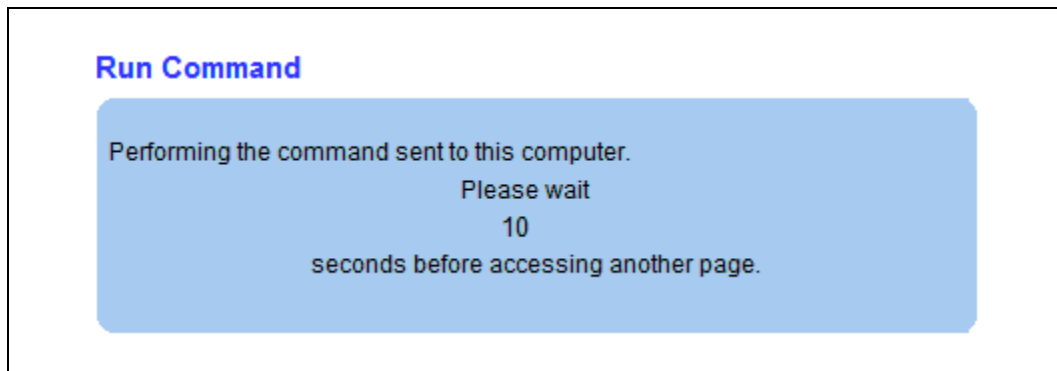 Run Command
Performing the command sent to this computer.
Please wait
10
seconds before accessing another page.